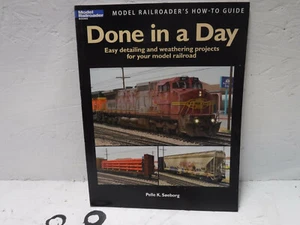 Model Railroader
MODEL RAILROADER'S HOW-TO GUIDE
Done in a Day
Easy detailing and weathering projects
for your model railroad
Pelle K. Søeborg